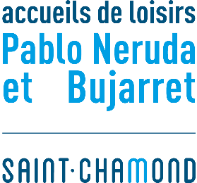 accueils de loisirs
Pablo Neruda
et Bujarret
SAINT·CHAMOND